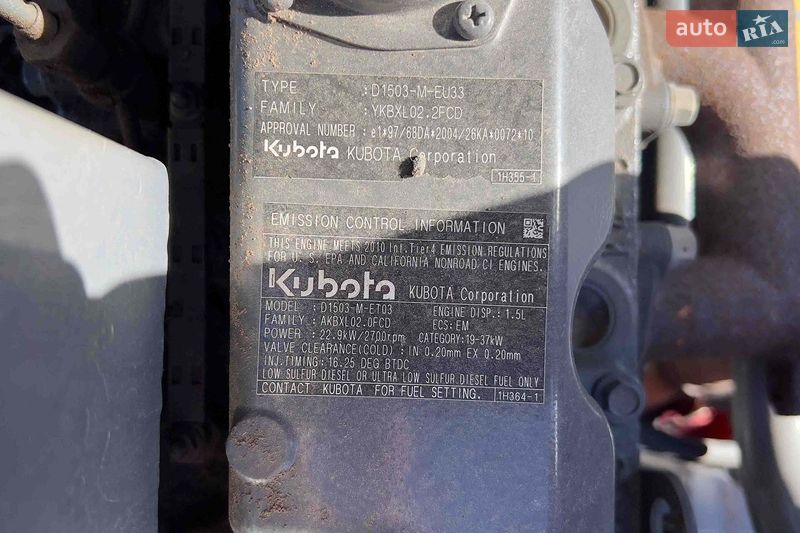 auto RIA
.com
TYPE :D1503-M-EU33
FAMILY :YKBXL02.2FCD
APPROVAL NUMBER :e1*97/68DA*2004/26KA*0072*10
Kubota KUBOTA Corporation
1H355-1
EMISSION CONTROL INFORMATION
THIS ENGINE MEETS 2010 Int.Tier4 EMISSION REGULATIONS
FOR U. S. EPA AND CALIFORNIA NONROAD CI ENGINES.
Kubota KUBOTA Corporation
MODEL :D1503-M-ET03 ENGINE DISP.:1.5L
FAMILY :AKBXL02.0FCD ECS:EM
POWER :22.9kW/2700rpm CATEGORY:19-37kW
VALVE CLEARANCE(COLD) :IN 0.20mm EX 0.20mm
INJ.TIMING:16.25 DEG BTDC
LOW SULFUR DIESEL OR ULTRA LOW SULFUR DIESEL FUEL ONLY
CONTACT KUBOTA FOR FUEL SETTING. 1H364-1